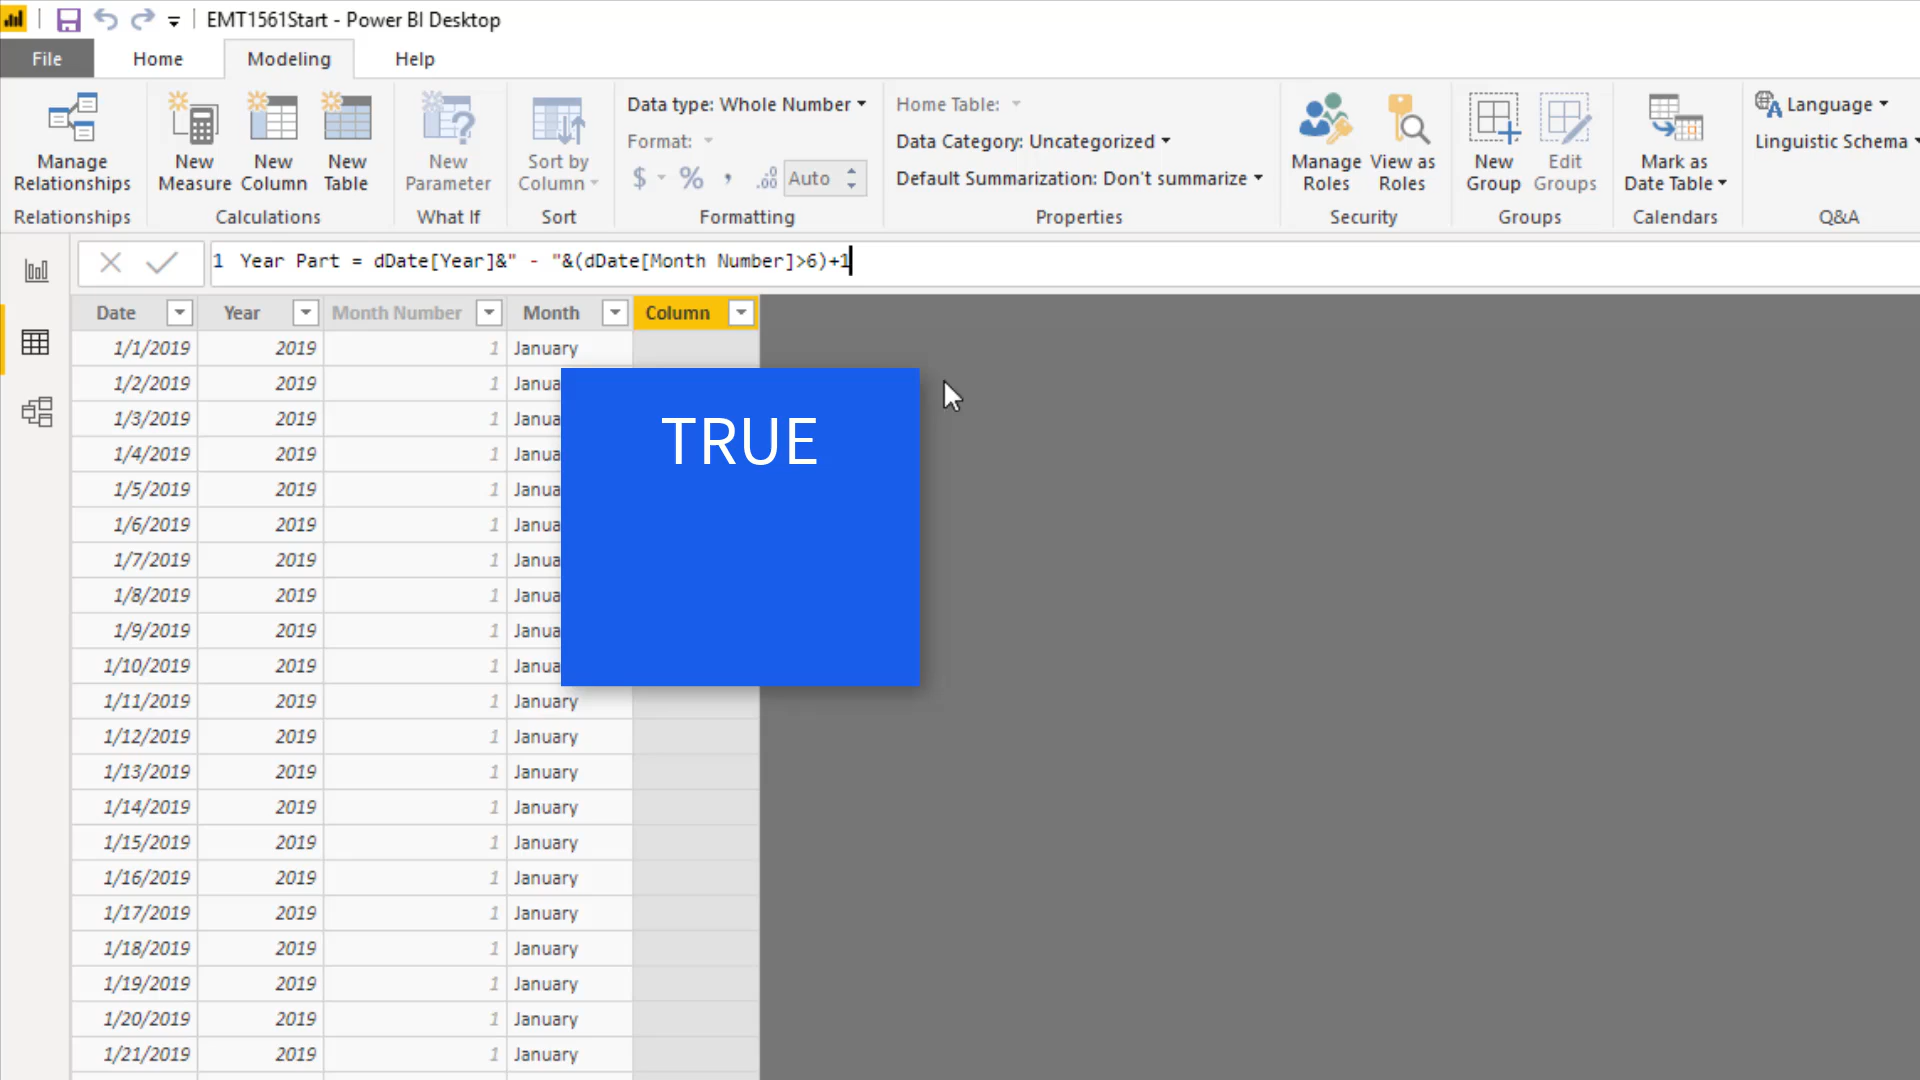 EMT1561Start - Power BI Desktop
File Home Modeling Help
Manage Relationships
New Measure
New Column
New Table
New Parameter
Sort by Column
Data type: Whole Number
Format:
$ % , .00 Auto
Home Table:
Data Category: Uncategorized
Default Summarization: Don't summarize
Manage Roles
View as Roles
New Group
Edit Groups
Mark as Date Table
Language
Linguistic Schema
Relationships Calculations What If Sort Formatting Properties Security Groups Calendars Q&A
1 Year Part = dDate[Year]&" - "&(dDate[Month Number]>6)+1
Date Year Month Number Month Column
1/1/2019 2019 1 January
1/2/2019 2019 1 Janua
1/3/2019 2019 1 Janua
1/4/2019 2019 1 Janua
1/5/2019 2019 1 Janua
1/6/2019 2019 1 Janua
1/7/2019 2019 1 Janua
1/8/2019 2019 1 Janua
1/9/2019 2019 1 Janua
1/10/2019 2019 1 Janua
1/11/2019 2019 1 January
1/12/2019 2019 1 January
1/13/2019 2019 1 January
1/14/2019 2019 1 January
1/15/2019 2019 1 January
1/16/2019 2019 1 January
1/17/2019 2019 1 January
1/18/2019 2019 1 January
1/19/2019 2019 1 January
1/20/2019 2019 1 January
1/21/2019 2019 1 January
TRUE